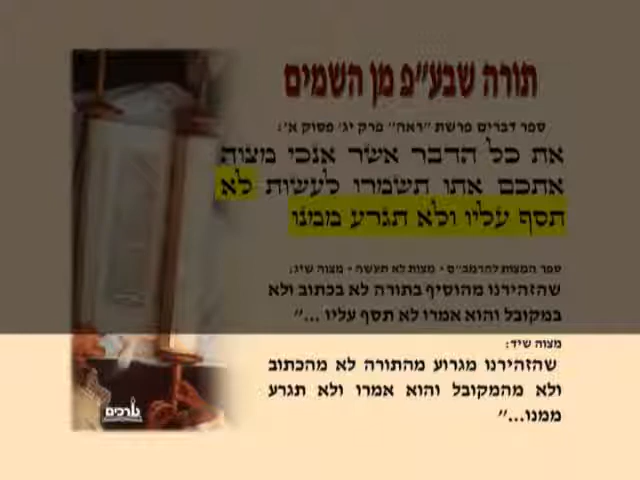 תורה שבע"פ מן השמים
ספר דברים פרשת "ראה" פרק יג' פסוק א':
את כל הדבר אשר אנכי מצוה
אתכם אתו תשמרו לעשות לא
תסף עליו ולא תגרע ממנו
ספר המצות להרמב"ם • מצות לא תעשה • מצוה שיג:
שהזהירנו מהוסיף בתורה לא בכתוב ולא
במקובל והוא אמרו לא תסף עליו ..."
מצוה שיד:
שהזהירנו מגרוע מהתורה לא מהכתוב
ולא מהמקובל והוא אמרו ולא תגרע
ממנו..."
ערכים